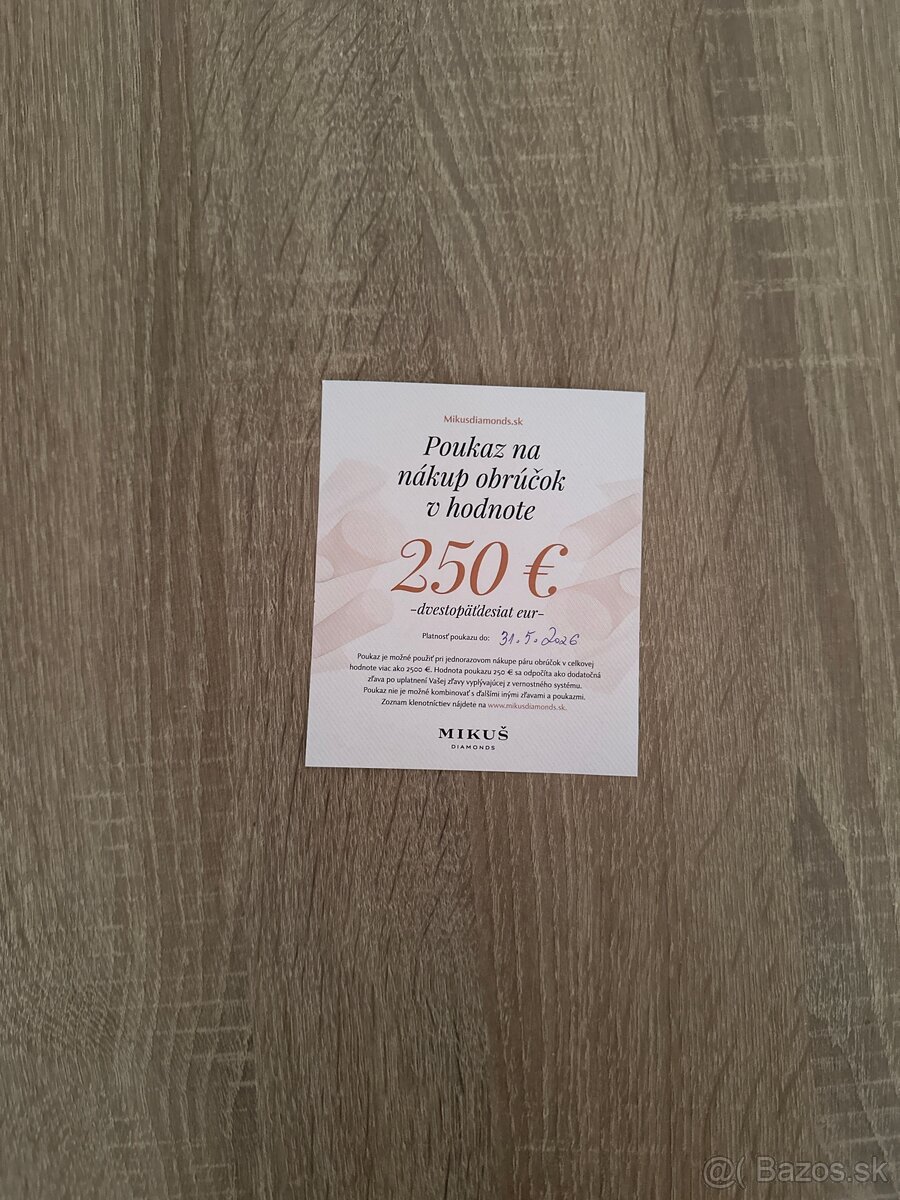 Mikusdiamonds.sk
Poukaz na
nákup obrúčok
v hodnote
250 €
-dvestopäťdesiat eur-
Platnosť poukazu do: 31.5.2026
Poukaz je možné použiť pri jednorazovom nákupe páru obrúčok v celkovej
hodnote viac ako 2500 €. Hodnota poukazu 250 € sa odpočíta ako dodatočná
zľava po uplatnení Vašej zľavy vyplývajúcej z vernostného systému.
Poukaz nie je možné kombinovať s ďalšími inými zľavami a poukazmi.
Zoznam klenotníctiev nájdete na www.mikusdiamonds.sk.
MIKUŠ
DIAMONDS
@( Bazos.sk